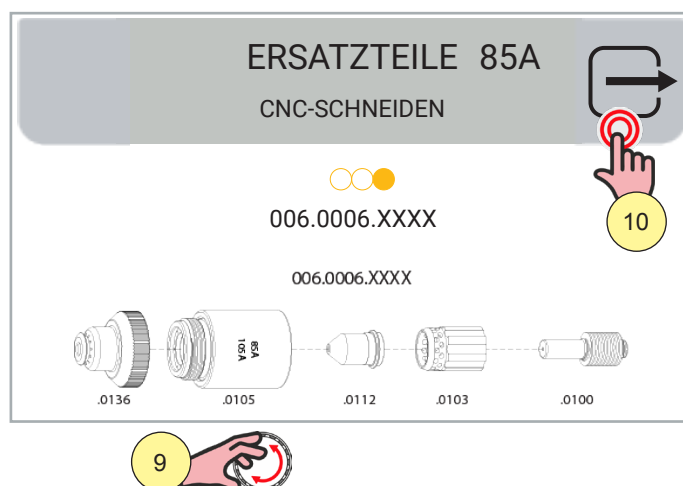 ERSATZTEILE 85A
CNC-SCHNEIDEN
10
006.0006.XXXX
006.0006.XXXX
85A
105A
.0136 .0105 .0112 .0103 .0100
9